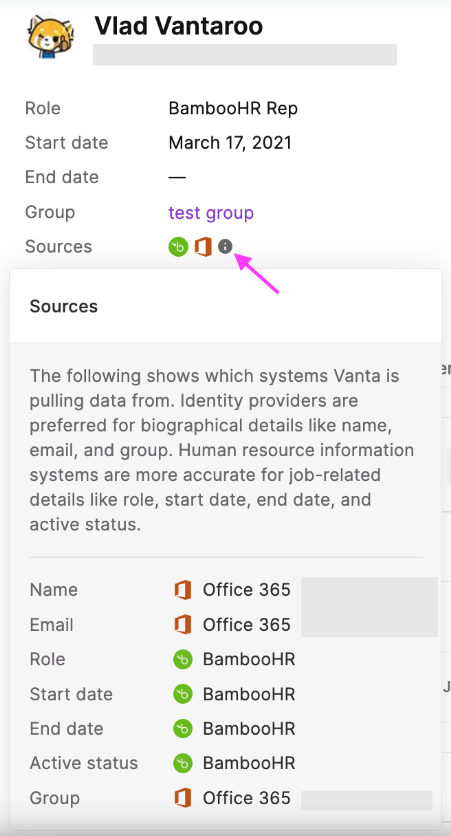 Vlad Vantaroo
Role BambooHR Rep
Start date March 17, 2021
End date —
Group test group
Sources
Sources
The following shows which systems Vanta is
pulling data from. Identity providers are
preferred for biographical details like name,
email, and group. Human resource information
systems are more accurate for job-related
details like role, start date, end date, and
active status.
Name Office 365
Email Office 365
Role BambooHR
Start date BambooHR
End date BambooHR
Active status BambooHR
Group Office 365